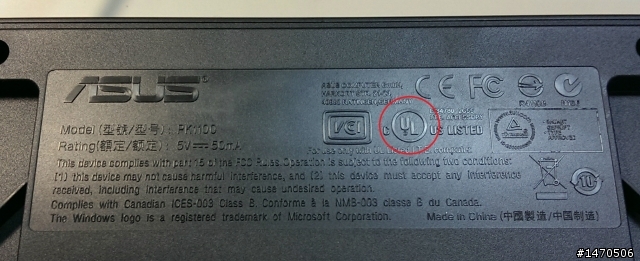 ASUS
ASUS COMPUTER GmbH
CE FC
Model (型號/型号) : PK1100
C UL US LISTED
Rating(額定/额定) : 5V 50mA
This device complies with part 15 of the FCC Rules Operation is subject to the following two conditions:
(1) this device may not cause harmful interference, and (2) this device must accept any interference
received, including interference that may cause undesired operation.
Complies with Canadian ICES-003 Class B. Conforme à la NMB-003 classe B du Canada.
The Windows logo is a registered trademark of Microsoft Corporation.
10
Made in China (中國製造/中国制造)
#1470506